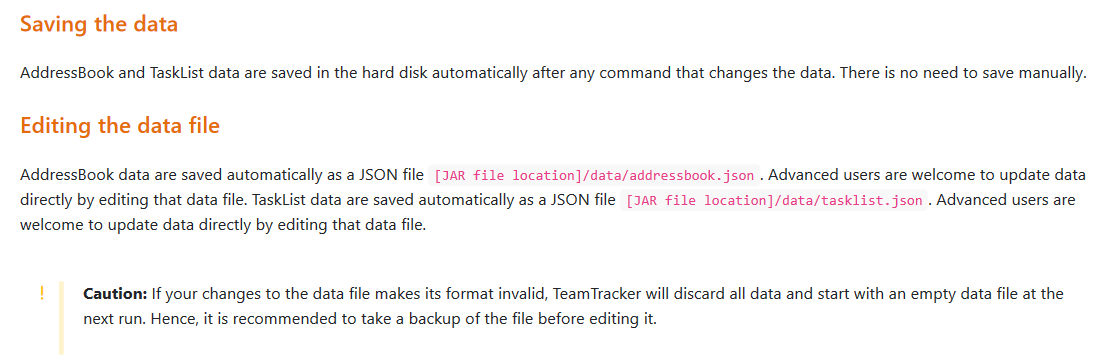 Saving the data
AddressBook and TaskList data are saved in the hard disk automatically after any command that changes the data. There is no need to save manually.
Editing the data file
AddressBook data are saved automatically as a JSON file [JAR file location]/data/addressbook.json . Advanced users are welcome to update data
directly by editing that data file. TaskList data are saved automatically as a JSON file [JAR file location]/data/tasklist.json . Advanced users are
welcome to update data directly by editing that data file.
! Caution: If your changes to the data file makes its format invalid, TeamTracker will discard all data and start with an empty data file at the
next run. Hence, it is recommended to take a backup of the file before editing it.